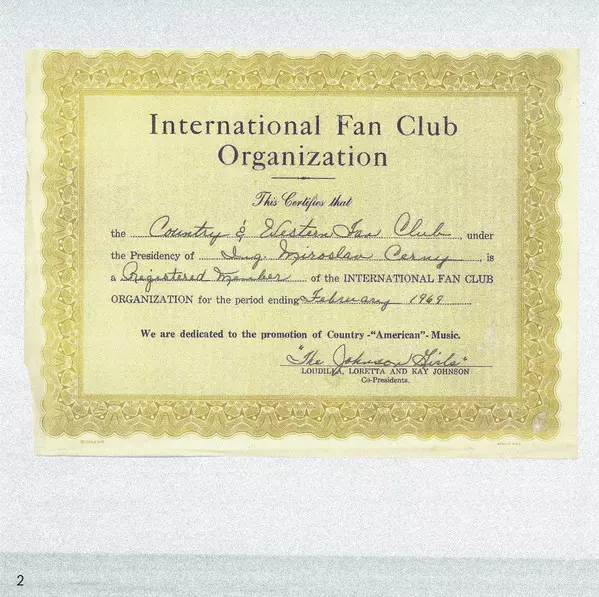 International Fan Club
Organization
This Certifies that
the Country & Western Fan Club, under
the Presidency of Ing. Miroslav Cerny, is
a Registered Member of the INTERNATIONAL FAN CLUB
ORGANIZATION for the period ending February 1969
We are dedicated to the promotion of Country -"American"- Music.
"The Johnson Girls"
LOUDILLA, LORETTA AND KAY JOHNSON
Co-Presidents.
2